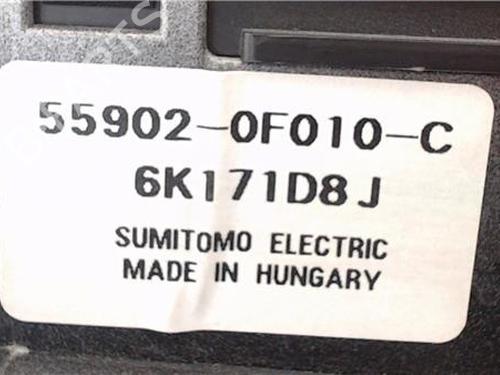 55902-0F010-C
6K171D8J
SUMITOMO ELECTRIC
MADE IN HUNGARY